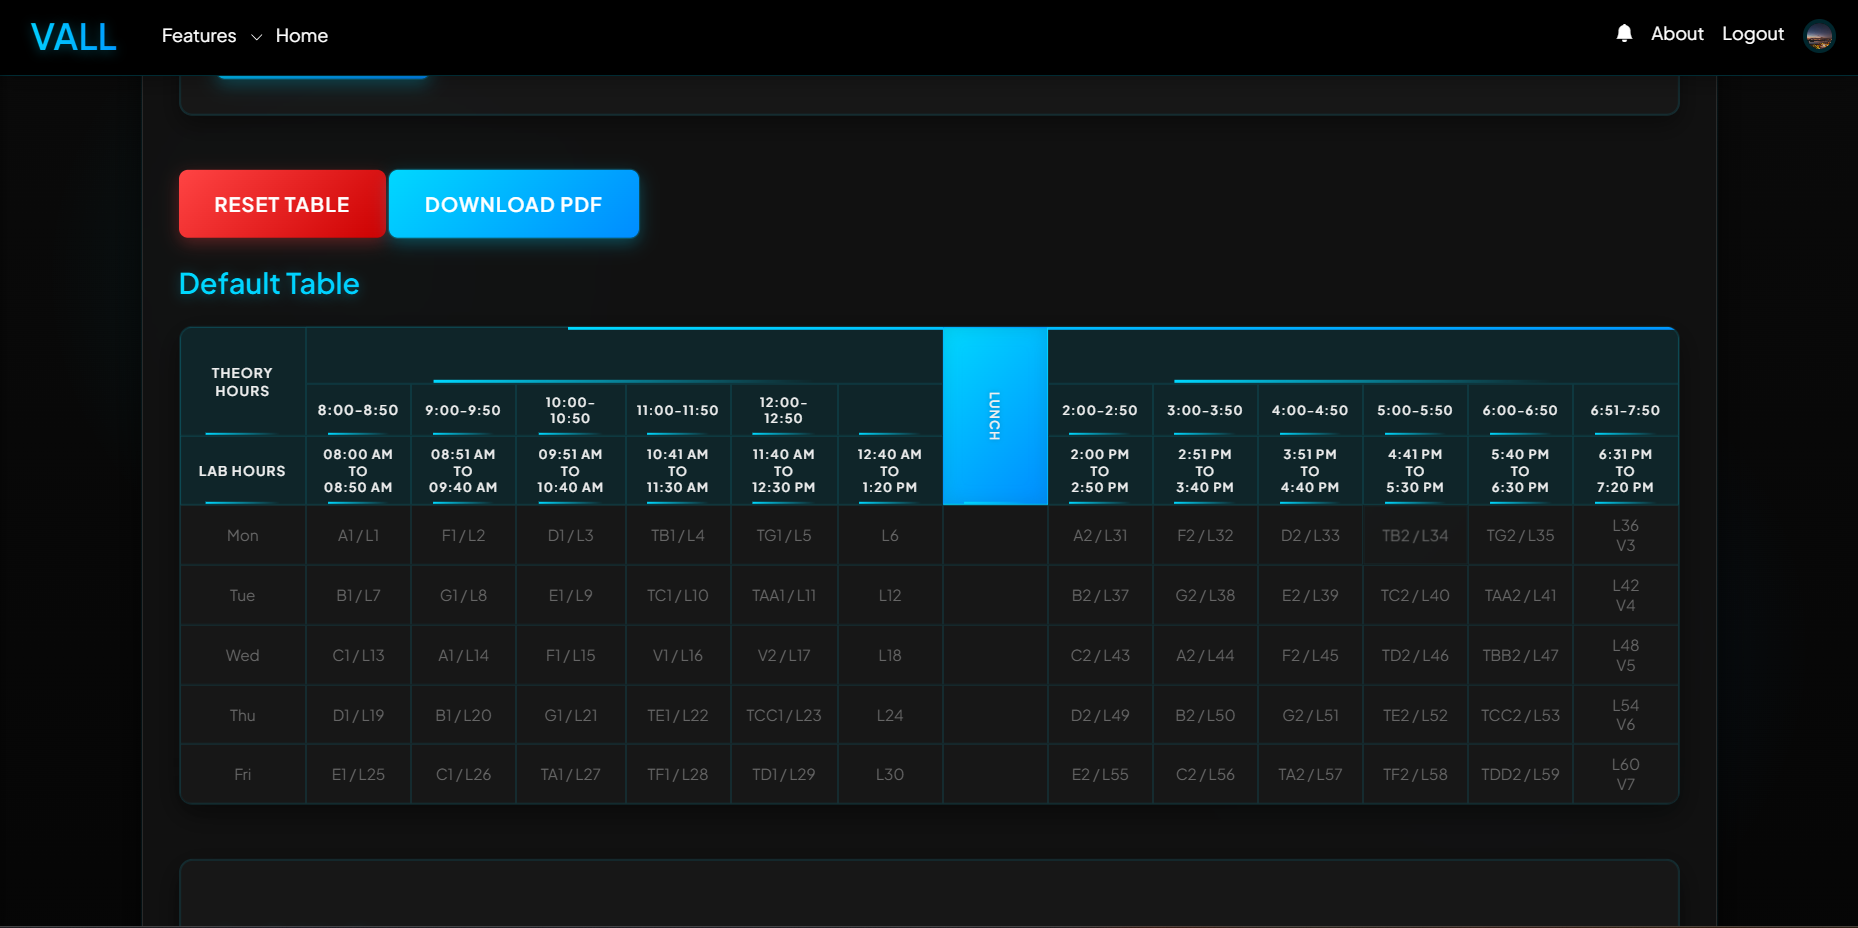 VALL
Features Home
About Logout
RESET TABLE DOWNLOAD PDF
Default Table
THEORY
HOURS
8:00-8:50 9:00-9:50 10:00-
10:50 11:00-11:50 12:00-
12:50 LUNCH 2:00-2:50 3:00-3:50 4:00-4:50 5:00-5:50 6:00-6:50 6:51-7:50
LAB HOURS
08:00 AM
TO
08:50 AM
08:51 AM
TO
09:40 AM
09:51 AM
TO
10:40 AM
10:41 AM
TO
11:30 AM
11:40 AM
TO
12:30 PM
12:40 AM
TO
1:20 PM
2:00 PM
TO
2:50 PM
2:51 PM
TO
3:40 PM
3:51 PM
TO
4:40 PM
4:41 PM
TO
5:30 PM
5:40 PM
TO
6:30 PM
6:31 PM
TO
7:20 PM
Mon A1 / L1 F1 / L2 D1 / L3 TB1 / L4 TG1 / L5 L6 A2 / L31 F2 / L32 D2 / L33 TB2 / L34 TG2 / L35 L36
V3
Tue B1 / L7 G1 / L8 E1 / L9 TC1 / L10 TAA1 / L11 L12 B2 / L37 G2 / L38 E2 / L39 TC2 / L40 TAA2 / L41 L42
V4
Wed C1 / L13 A1 / L14 F1 / L15 V1 / L16 V2 / L17 L18 C2 / L43 A2 / L44 F2 / L45 TD2 / L46 TBB2 / L47 L48
V5
Thu D1 / L19 B1 / L20 G1 / L21 TE1 / L22 TCC1 / L23 L24 D2 / L49 B2 / L50 G2 / L51 TE2 / L52 TCC2 / L53 L54
V6
Fri E1 / L25 C1 / L26 TA1 / L27 TF1 / L28 TD1 / L29 L30 E2 / L55 C2 / L56 TA2 / L57 TF2 / L58 TDD2 / L59 L60
V7